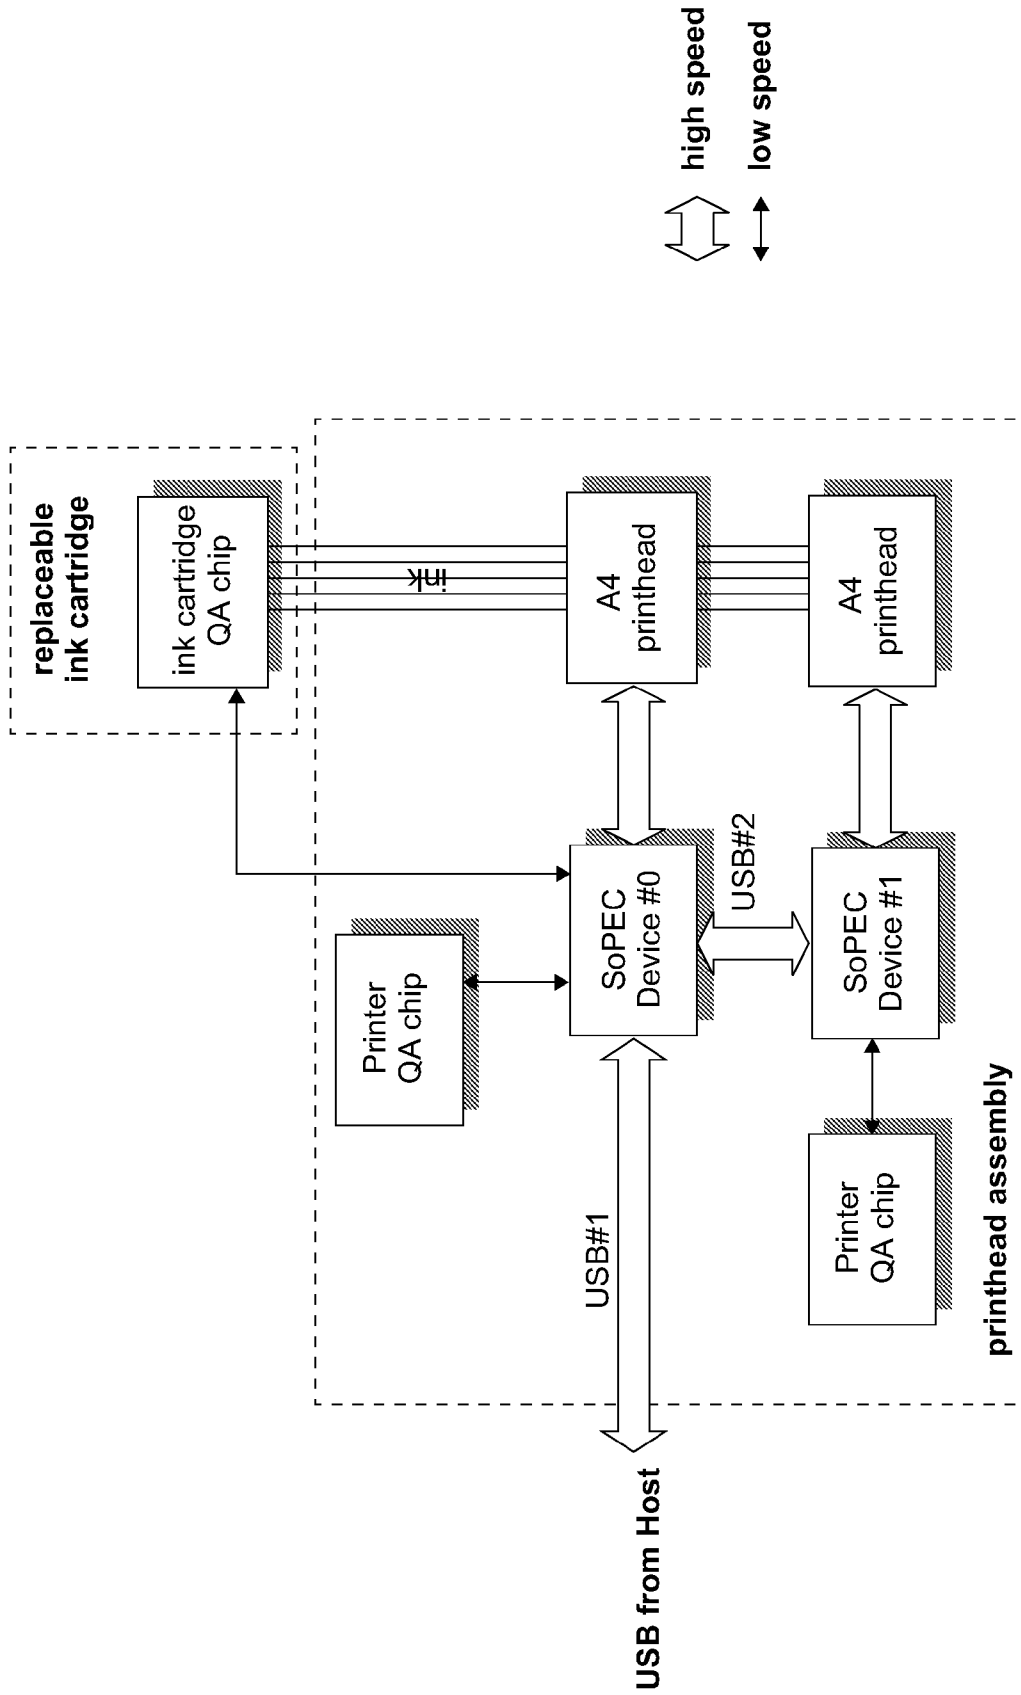 replaceable
ink cartridge
ink cartridge
QA chip
ink
Printer
QA chip
A4
printhead
SoPEC
Device #0
USB#1
USB from Host
USB#2
A4
printhead
SoPEC
Device #1
Printer
QA chip
printhead assembly
high speed
low speed